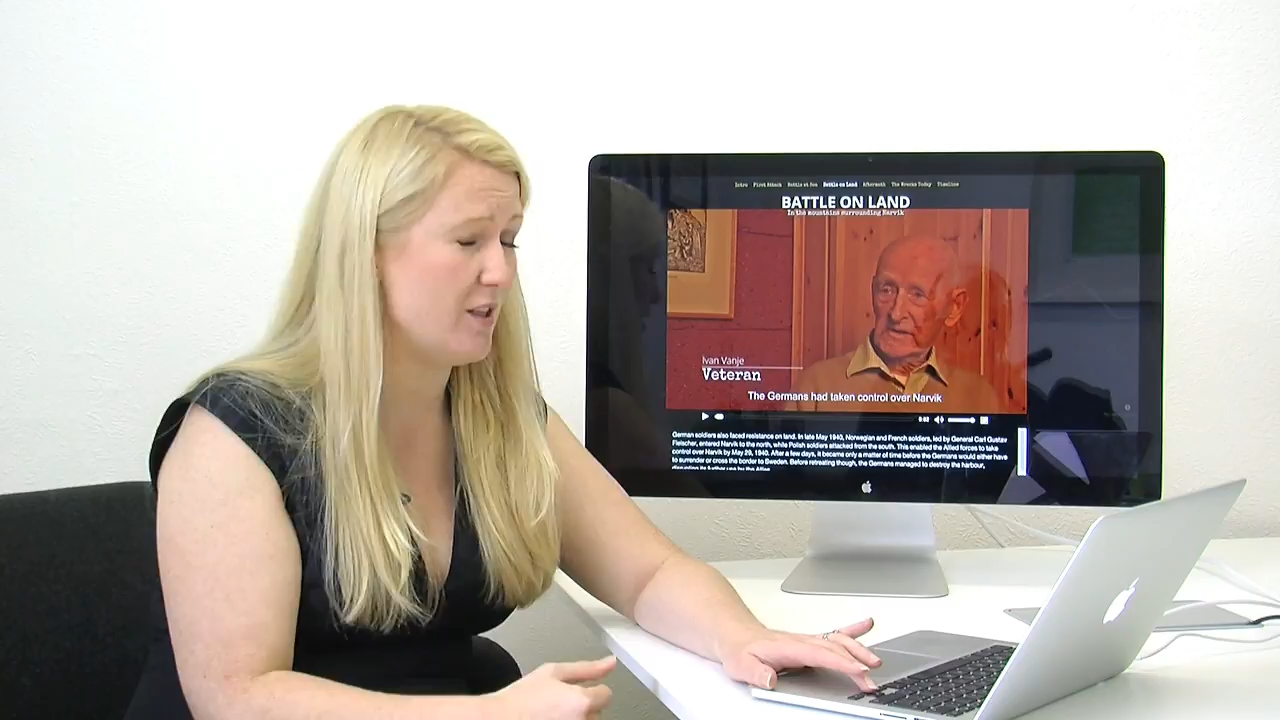 Intro First Attack Battle at Sea Battle on Land Aftermath The Wrecks Today Timeline
BATTLE ON LAND
In the mountains surrounding Narvik
Ivan Vanje
Veteran
The Germans had taken control over Narvik
German soldiers also faced resistance on land. In late May 1940, Norwegian and French soldiers, led by General Carl Gustav
Fleischer, entered Narvik to the north, while Polish soldiers attacked from the south. This enabled the Allied forces to take
control over Narvik by May 29, 1940. After a few days, it became only a matter of time before the Germans would either have
to surrender or cross the border to Sweden. Before retreating though, the Germans managed to destroy the harbour,